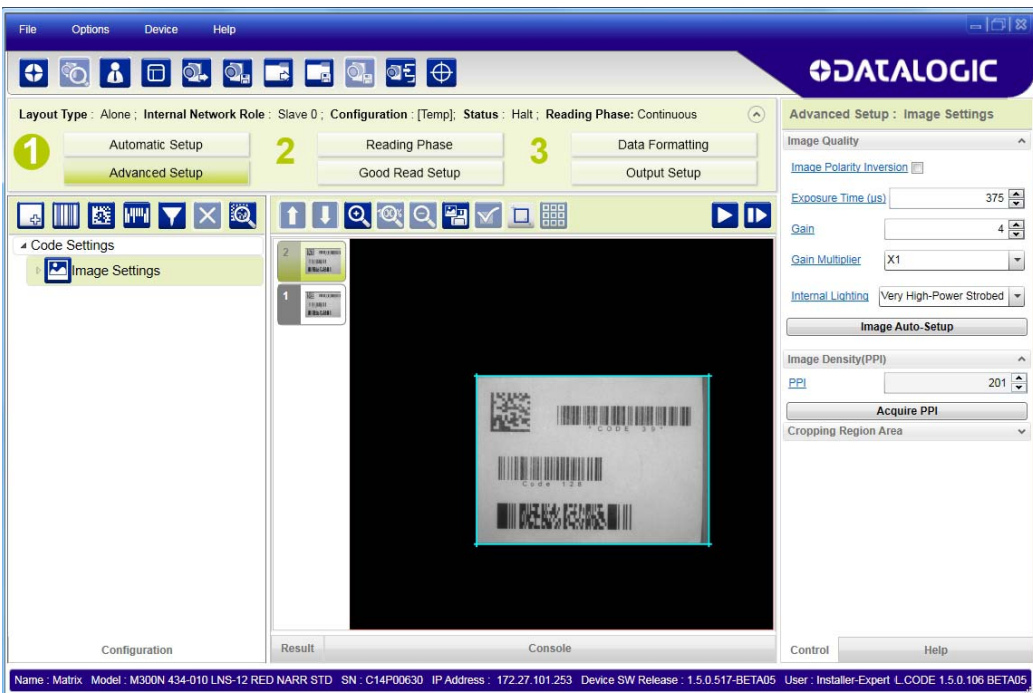 File Options Device Help
DATALOGIC
Layout Type : Alone ; Internal Network Role : Slave 0 ; Configuration : [Temp]; Status : Halt ; Reading Phase: Continuous
1 Automatic Setup 2 Reading Phase 3 Data Formatting
Advanced Setup Good Read Setup Output Setup
Code Settings
Image Settings
2
1
*CODE 39*
Code 128
Configuration
Result Console
Advanced Setup : Image Settings
Image Quality
Image Polarity Inversion
Exposure Time (µs) 375
Gain 4
Gain Multiplier X1
Internal Lighting Very High-Power Strobed
Image Auto-Setup
Image Density(PPI)
PPI 201
Acquire PPI
Cropping Region Area
Control Help
Name : Matrix Model : M300N 434-010 LNS-12 RED NARR STD SN : C14P00630 IP Address : 172.27.101.253 Device SW Release : 1.5.0.517-BETA05 User : Installer-Expert L.CODE 1.5.0.106 BETA05